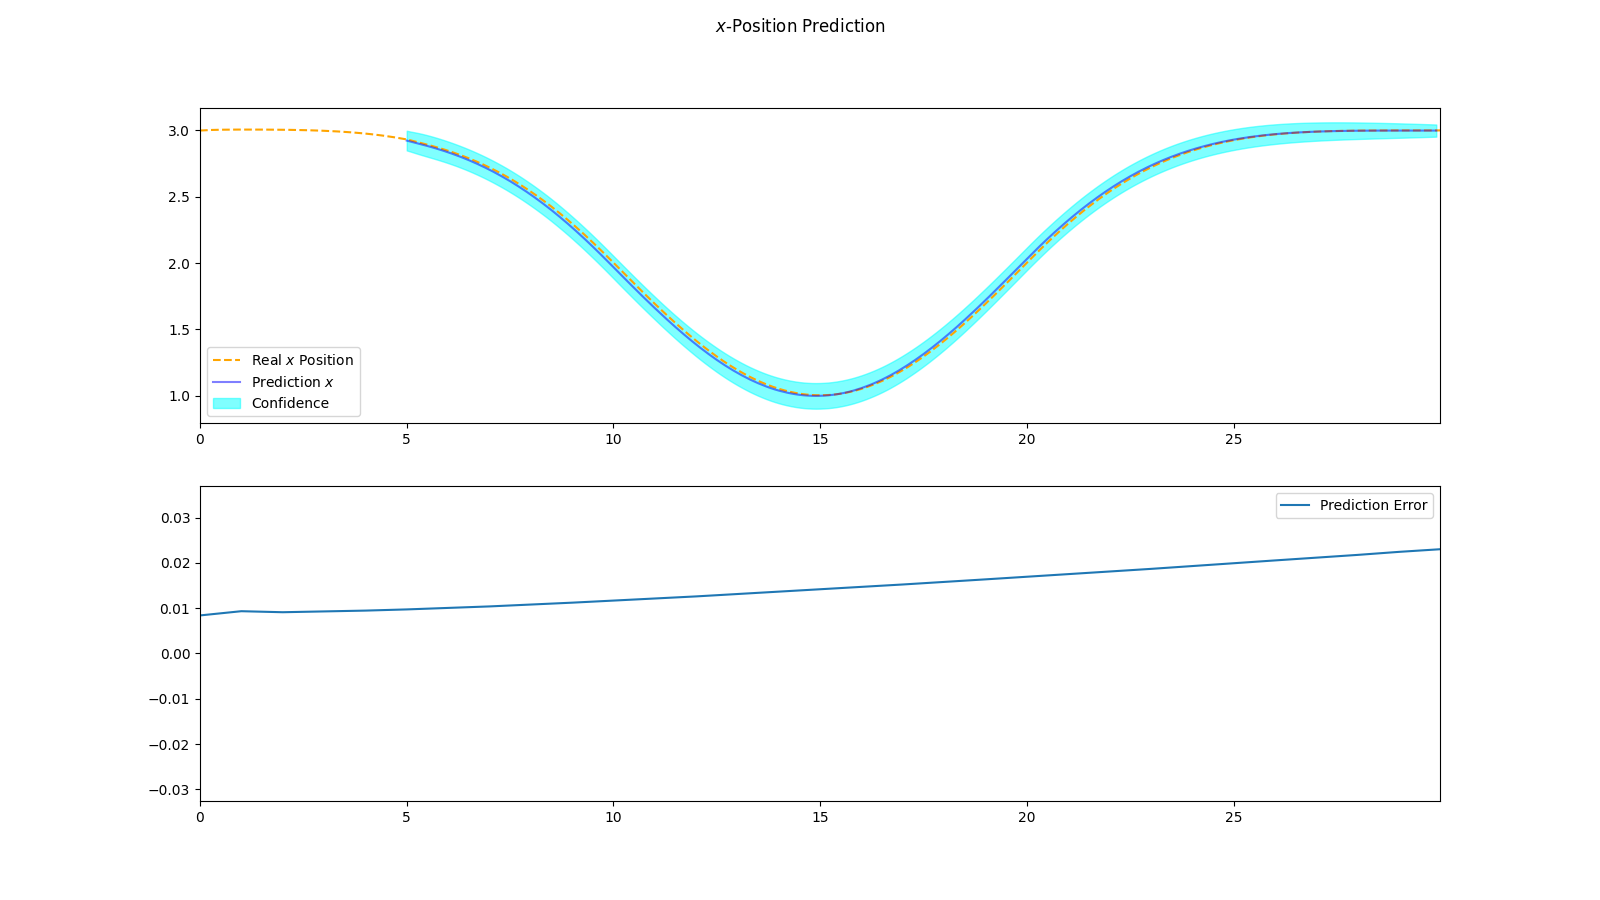 x-Position Prediction
3.0
2.5
2.0
1.5
1.0
Real x Position
Prediction x
Confidence
0 5 10 15 20 25
0.03
0.02
0.01
0.00
−0.01
−0.02
−0.03
Prediction Error
0 5 10 15 20 25